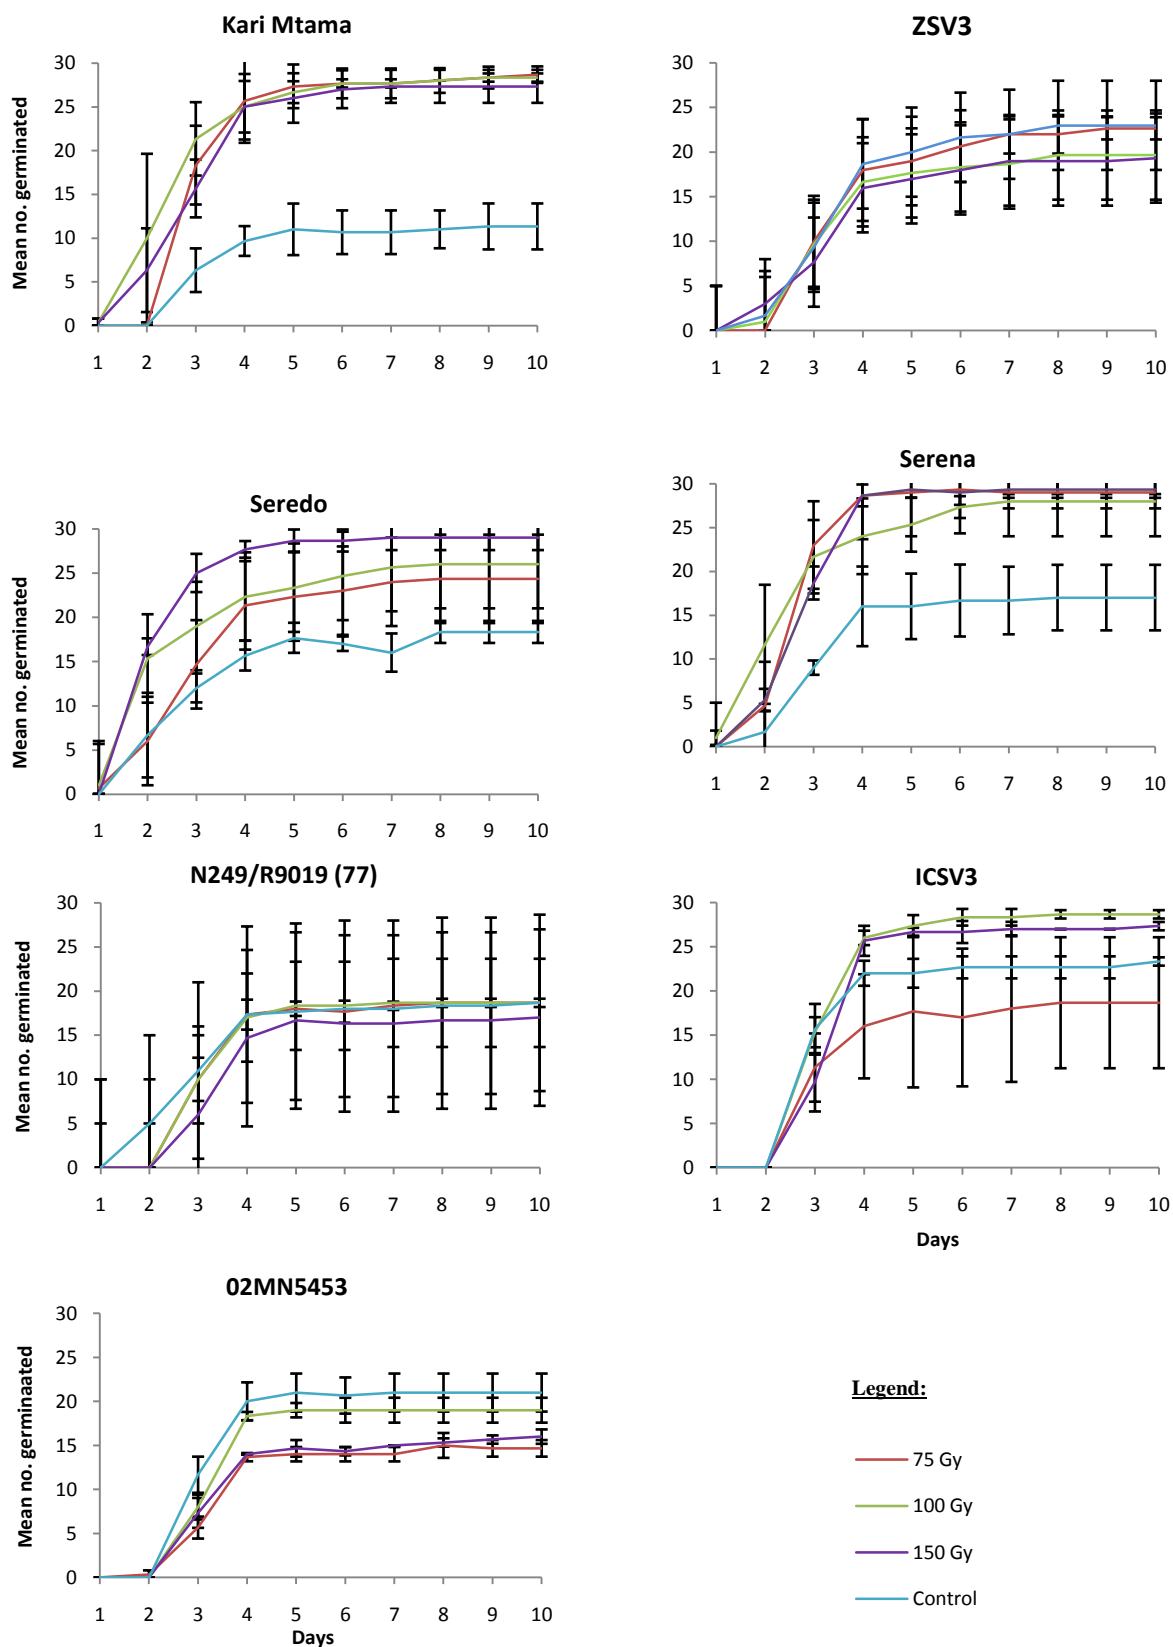 Kari Mtama
Mean no. germinated
30
25
20
15
10
5
0
1 2 3 4 5 6 7 8 9 10
ZSV3
30
25
20
15
10
5
0
1 2 3 4 5 6 7 8 9 10
Seredo
Mean no. germinated
30
25
20
15
10
5
0
1 2 3 4 5 6 7 8 9 10
Serena
30
25
20
15
10
5
0
1 2 3 4 5 6 7 8 9 10
N249/R9019 (77)
Mean no. germinated
30
25
20
15
10
5
0
1 2 3 4 5 6 7 8 9 10
ICSV3
30
25
20
15
10
5
0
1 2 3 4 5 6 7 8 9 10
Days
02MN5453
Mean no. germinaated
30
25
20
15
10
5
0
1 2 3 4 5 6 7 8 9 10
Days
Legend:
75 Gy
100 Gy
150 Gy
Control